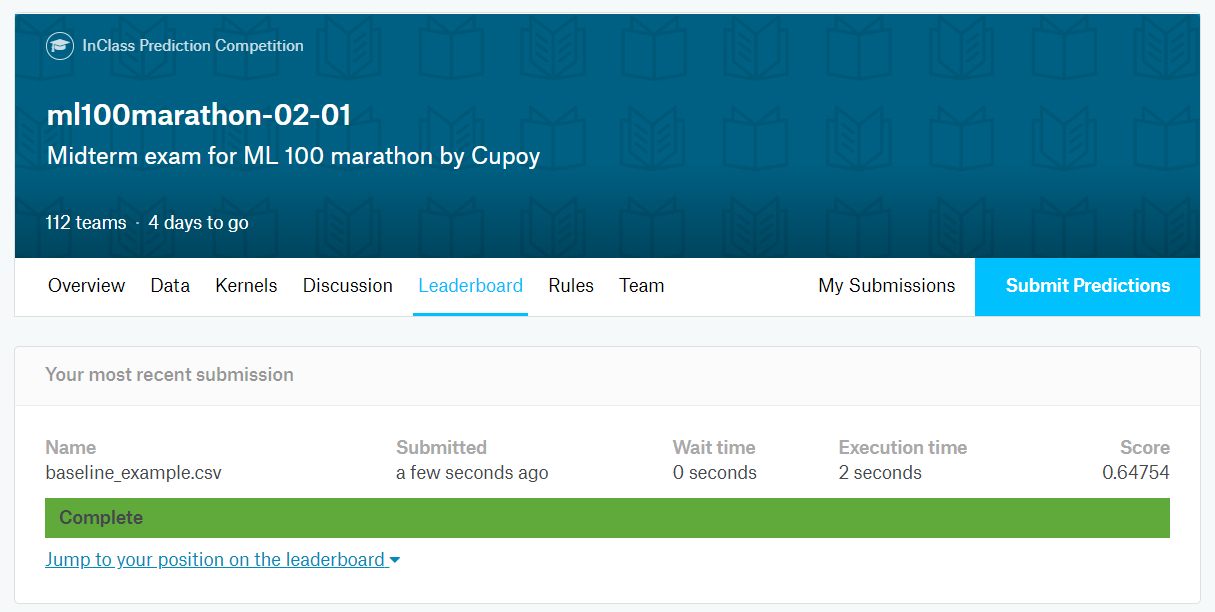 InClass Prediction Competition
ml100marathon-02-01
Midterm exam for ML 100 marathon by Cupoy
112 teams · 4 days to go
Overview Data Kernels Discussion Leaderboard Rules Team My Submissions Submit Predictions
Your most recent submission
Name Submitted Wait time Execution time Score
baseline_example.csv a few seconds ago 0 seconds 2 seconds 0.64754
Complete
Jump to your position on the leaderboard